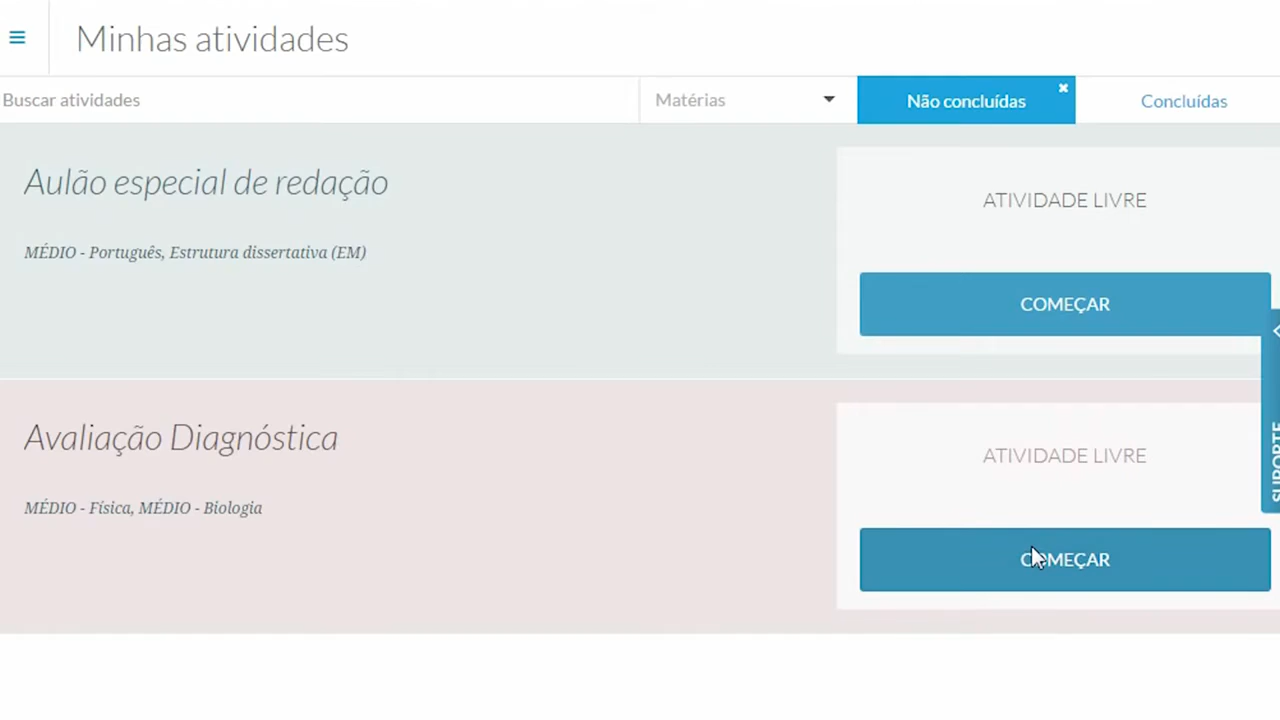 Minhas atividades
Buscar atividades
Matérias
Não concluídas
Concluídas
Aulão especial de redação
MÉDIO - Português, Estrutura dissertativa (EM)
ATIVIDADE LIVRE
COMEÇAR
Avaliação Diagnóstica
MÉDIO - Física, MÉDIO - Biologia
ATIVIDADE LIVRE
COMEÇAR
SUPORTE